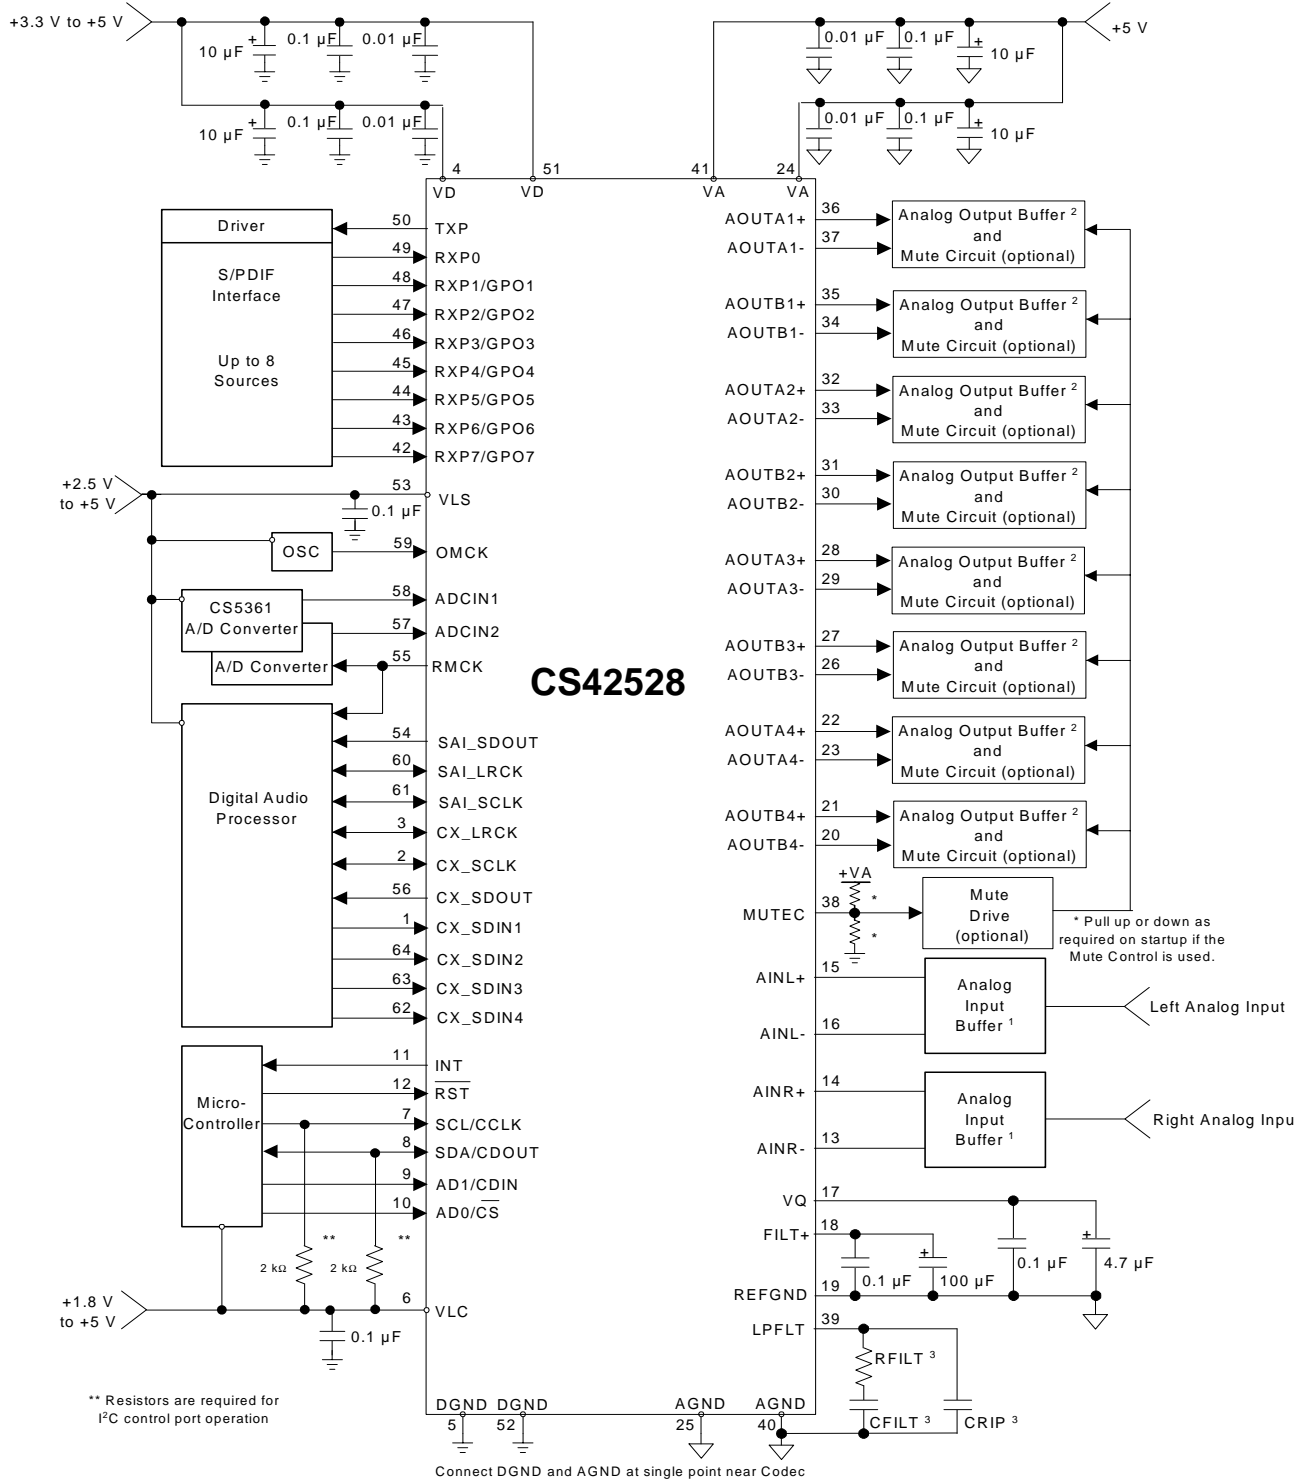 +3.3 V to +5 V
+5 V
10 µF
+
0.1 µF
0.01 µF
0.01 µF
0.1 µF
+
10 µF
10 µF
+
0.1 µF
0.01 µF
0.01 µF
0.1 µF
+
10 µF
4
51
41
24
VD
VD
VA
VA
Driver
S/PDIF
Interface
Up to 8
Sources
50
TXP
49
RXP0
48
RXP1/GPO1
47
RXP2/GPO2
46
RXP3/GPO3
45
RXP4/GPO4
44
RXP5/GPO5
43
RXP6/GPO6
42
RXP7/GPO7
+2.5 V
to +5 V
53
VLS
0.1 µF
OSC
59
OMCK
CS5361
A/D Converter
58
ADCIN1
57
ADCIN2
A/D Converter
55
RMCK
CS42528
Digital Audio
Processor
54
SAI_SDOUT
60
SAI_LRCK
61
SAI_SCLK
3
CX_LRCK
2
CX_SCLK
56
CX_SDOUT
1
CX_SDIN1
64
CX_SDIN2
63
CX_SDIN3
62
CX_SDIN4
Micro-
Controller
11
INT
12
RST
7
SCL/CCLK
8
SDA/CDOUT
9
AD1/CDIN
10
AD0/CS
**
2 kΩ
**
2 kΩ
+1.8 V
to +5 V
6
VLC
0.1 µF
** Resistors are required for
I²C control port operation
AOUTA1+
36
AOUTA1-
37
Analog Output Buffer ²
and
Mute Circuit (optional)
AOUTB1+
35
AOUTB1-
34
Analog Output Buffer ²
and
Mute Circuit (optional)
AOUTA2+
32
AOUTA2-
33
Analog Output Buffer ²
and
Mute Circuit (optional)
AOUTB2+
31
AOUTB2-
30
Analog Output Buffer ²
and
Mute Circuit (optional)
AOUTA3+
28
AOUTA3-
29
Analog Output Buffer ²
and
Mute Circuit (optional)
AOUTB3+
27
AOUTB3-
26
Analog Output Buffer ²
and
Mute Circuit (optional)
AOUTA4+
22
AOUTA4-
23
Analog Output Buffer ²
and
Mute Circuit (optional)
AOUTB4+
21
AOUTB4-
20
Analog Output Buffer ²
and
Mute Circuit (optional)
+VA
*
*
MUTEC
38
Mute
Drive
(optional)
* Pull up or down as
required on startup if the
Mute Control is used.
AINL+
15
AINL-
16
Analog
Input
Buffer ¹
Left Analog Input
AINR+
14
AINR-
13
Analog
Input
Buffer ¹
Right Analog Inpu
VQ
17
FILT+
18
0.1 µF
+
100 µF
0.1 µF
+
4.7 µF
REFGND
19
LPFLT
39
RFILT ³
CFILT ³
CRIP ³
DGND
DGND
AGND
AGND
5
52
25
40
Connect DGND and AGND at single point near Codec